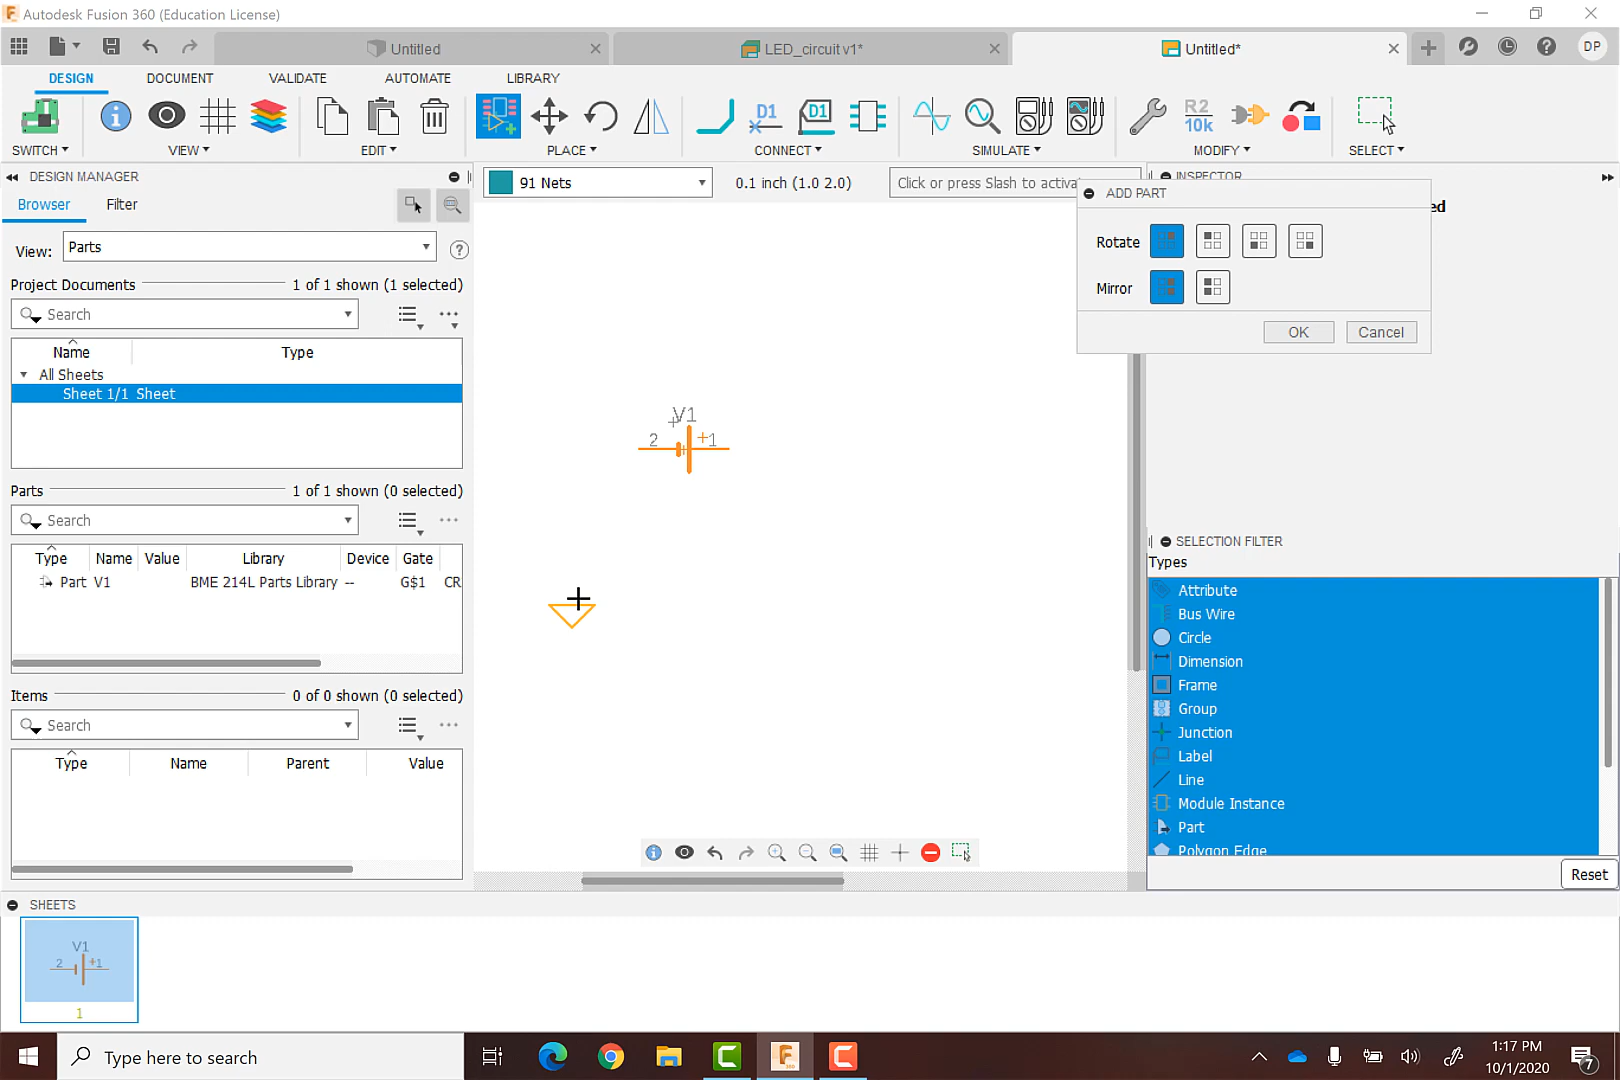 Autodesk Fusion 360 (Education License)
Untitled
LED_circuit v1*
Untitled*
DP
DESIGN
DOCUMENT
VALIDATE
AUTOMATE
LIBRARY
D1
D1
R2
10k
SWITCH
VIEW
EDIT
PLACE
CONNECT
SIMULATE
MODIFY
SELECT
DESIGN MANAGER
91 Nets
0.1 inch (1.0 2.0)
Click or press Slash to activa
INSPECTOR
ed
Browser
Filter
View:
Parts
ADD PART
Rotate
Mirror
OK
Cancel
Project Documents
1 of 1 shown (1 selected)
Search
Name
Type
All Sheets
Sheet 1/1 Sheet
V1
2
+1
Parts
1 of 1 shown (0 selected)
Search
Type
Name
Value
Library
Device
Gate
Part
V1
BME 214L Parts Library
--
G$1
CR
Items
0 of 0 shown (0 selected)
Search
Type
Name
Parent
Value
SELECTION FILTER
Types
Attribute
Bus Wire
Circle
Dimension
Frame
Group
Junction
Label
Line
Module Instance
Part
Polygon Edge
Reset
SHEETS
V1
2
+1
1
Type here to search
1:17 PM
10/1/2020
7